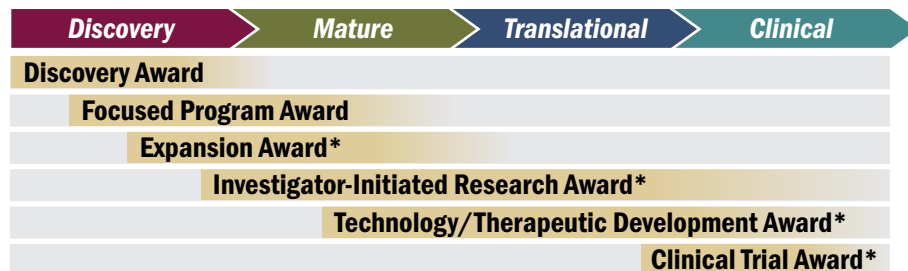 Discovery Mature Translational Clinical
Discovery Award
Focused Program Award
Expansion Award*
Investigator-Initiated Research Award*
Technology/Therapeutic Development Award*
Clinical Trial Award*